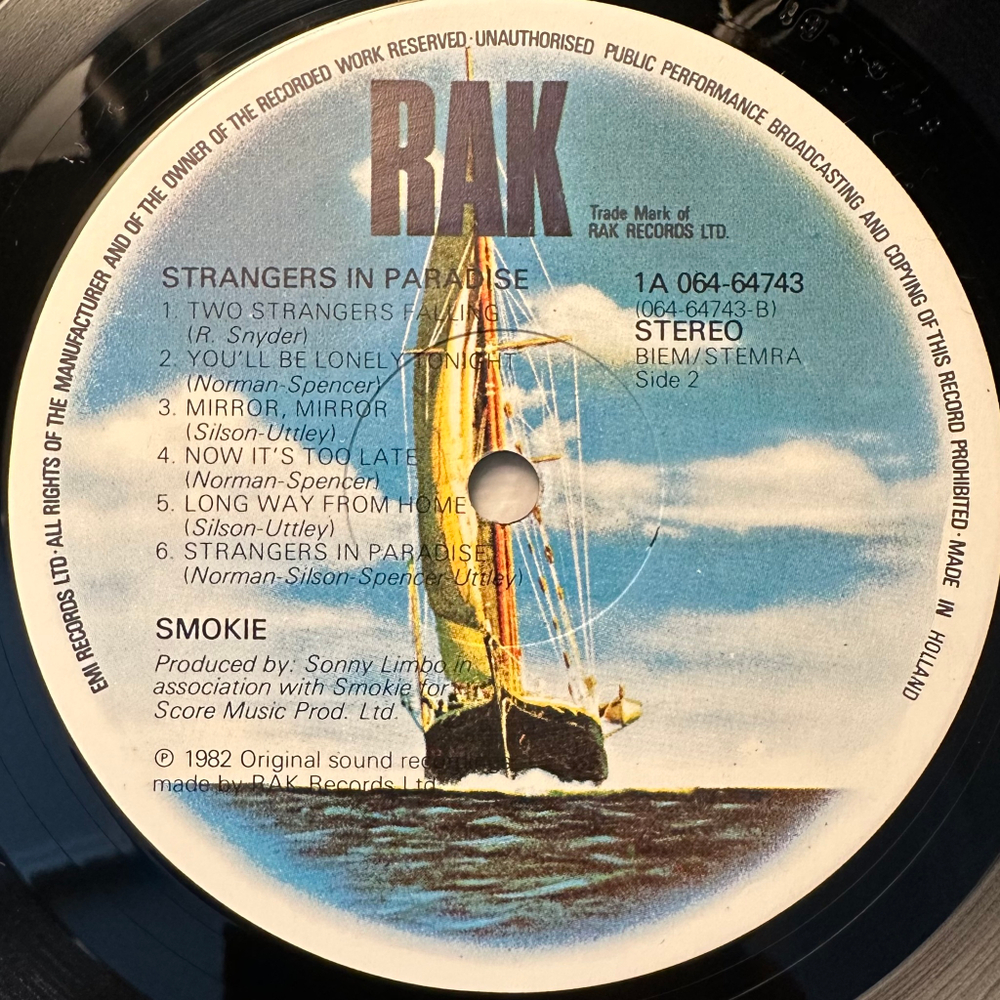 EMI RECORDS LTD · ALL RIGHTS OF THE MANUFACTURER AND OF THE OWNER OF THE RECORDED WORK RESERVED · UNAUTHORISED PUBLIC PERFORMANCE BROADCASTING AND COPYING OF THIS RECORD PROHIBITED · MADE IN HOLLAND
RAK
Trade Mark of
RAK RECORDS LTD.
STRANGERS IN PARADISE
1. TWO STRANGERS FALLING
(R. Snyder)
2. YOU'LL BE LONELY TONIGHT
(Norman-Spencer)
3. MIRROR, MIRROR
(Silson-Uttley)
4. NOW IT'S TOO LATE
(Norman-Spencer)
5. LONG WAY FROM HOME
(Silson-Uttley)
6. STRANGERS IN PARADISE
(Norman-Silson-Spencer-Uttley)
1A 064-64743
(064-64743-B)
STEREO
BIEM/STEMRA
Side 2
SMOKIE
Produced by: Sonny Limbo in
association with Smokie for
Score Music Prod. Ltd.
℗ 1982 Original sound recordings
made by RAK Records Ltd.